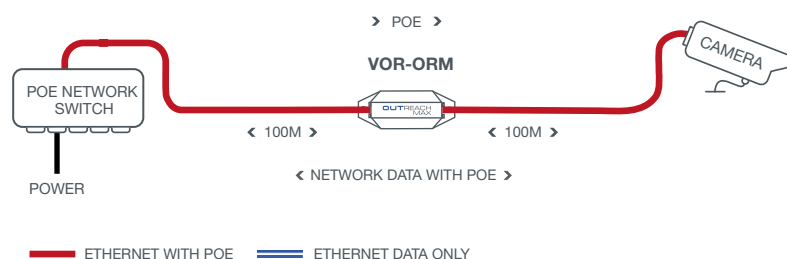 > POE >
VOR-ORM
CAMERA
POE NETWORK
SWITCH
OUTREACH
MAX
< 100M >
< 100M >
< NETWORK DATA WITH POE >
POWER
ETHERNET WITH POE
ETHERNET DATA ONLY